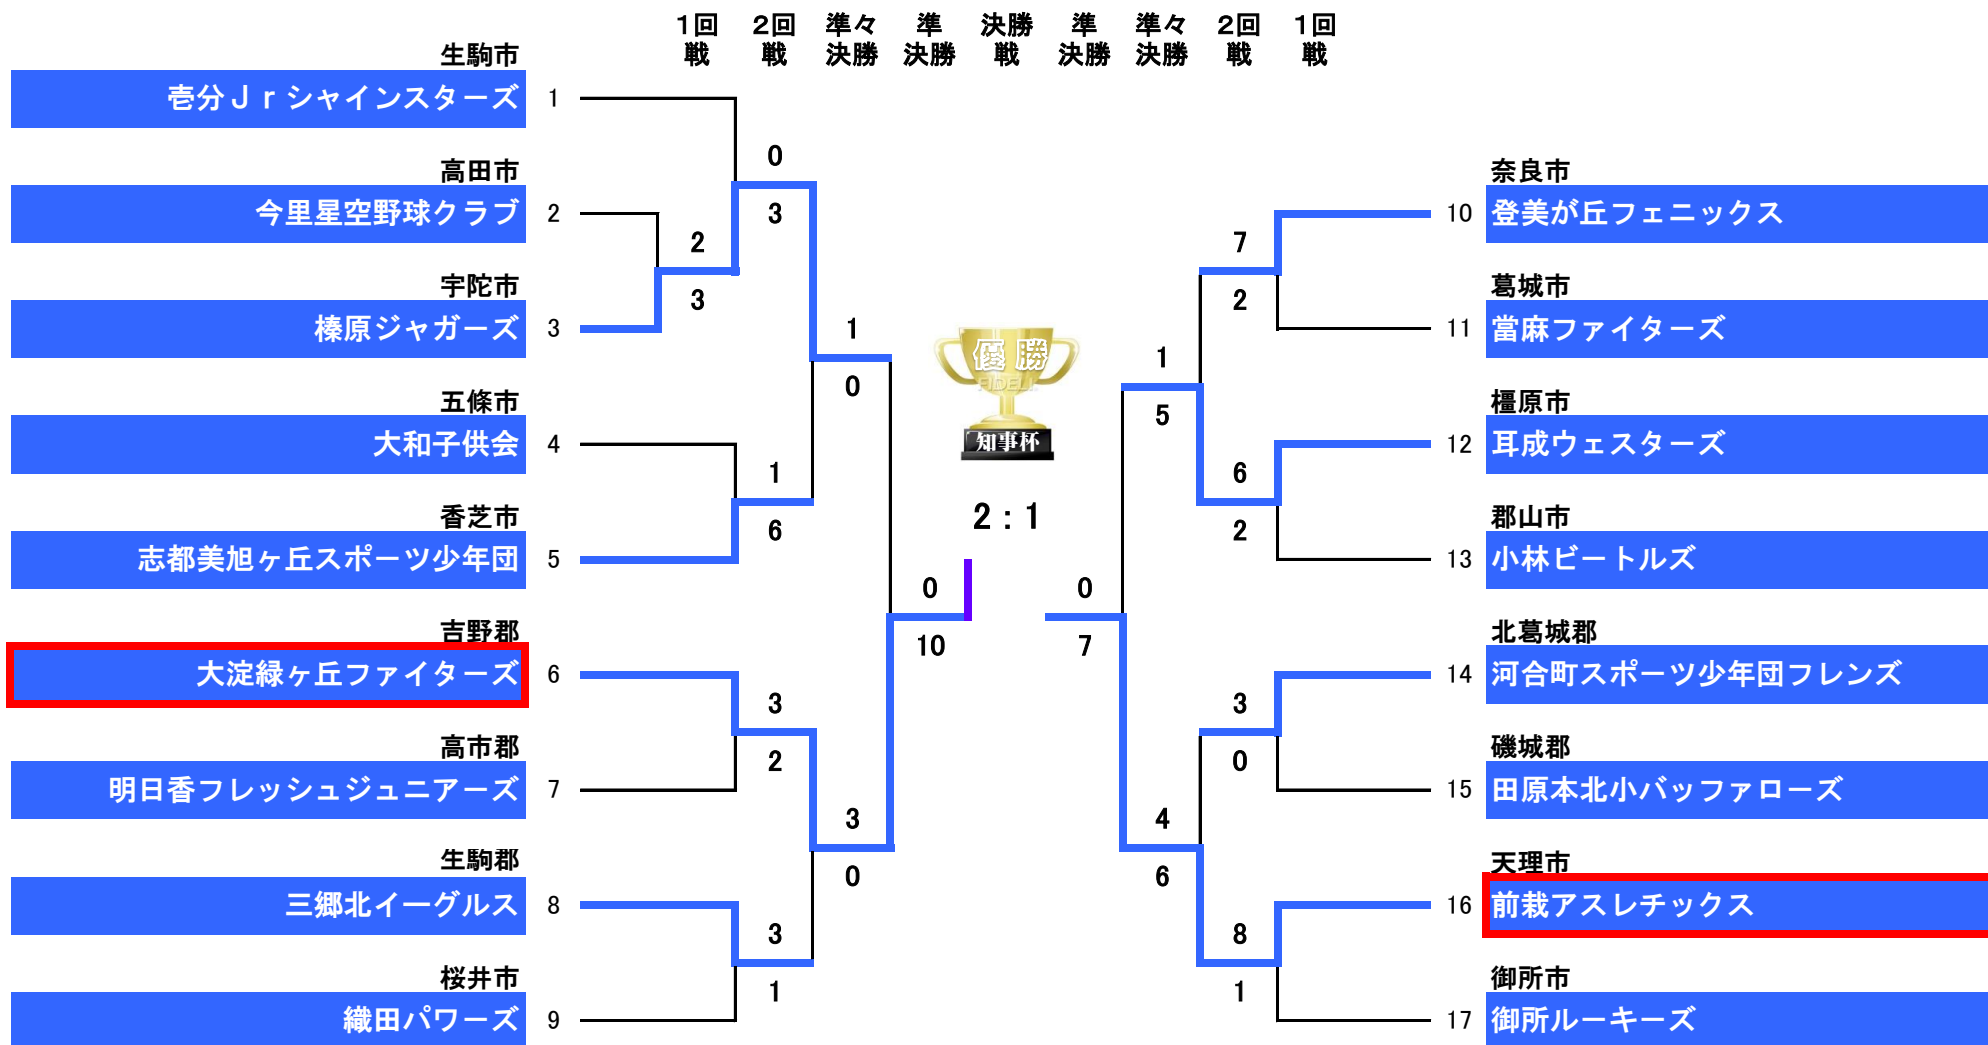 1回戦
2回戦
準々決勝
準決勝
決勝戦
準決勝
準々決勝
2回戦
1回戦
生駒市
壱分Ｊｒシャインスターズ 1
高田市
今里星空野球クラブ 2
宇陀市
榛原ジャガーズ 3
五條市
大和子供会 4
香芝市
志都美旭ヶ丘スポーツ少年団 5
吉野郡
大淀緑ヶ丘ファイターズ 6
高市郡
明日香フレッシュジュニアーズ 7
生駒郡
三郷北イーグルス 8
桜井市
織田パワーズ 9
2
3
0
3
1
6
3
2
3
1
1
0
3
0
0
10
優勝
FIDELI
知事杯
2：1
0
7
1
5
4
6
7
2
6
2
3
0
8
1
奈良市
10 登美が丘フェニックス
葛城市
11 當麻ファイターズ
橿原市
12 耳成ウェスターズ
郡山市
13 小林ビートルズ
北葛城郡
14 河合町スポーツ少年団フレンズ
磯城郡
15 田原本北小バッファローズ
天理市
16 前栽アスレチックス
御所市
17 御所ルーキーズ